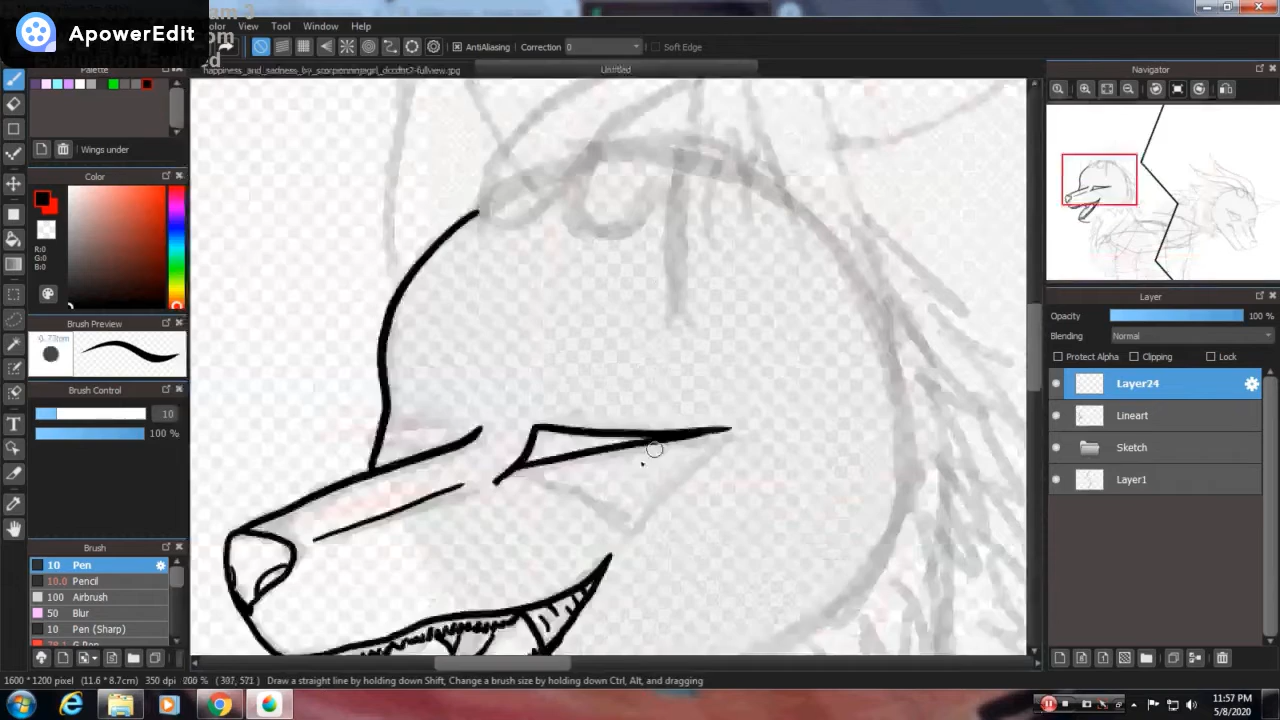 ApowerEdit
Color View Tool Window Help
AntiAliasing Correction 0 Soft Edge
Palette
happiness_and_sadness_by_scorpenninegirl_dccdst2-fullview.jpg
Untitled
Navigator
Wings under
Color
R:0
G:0
B:0
Brush Preview
0.73mm
Brush Control
10
100 %
Layer
Opacity 100 %
Blending Normal
Protect Alpha Clipping Lock
Layer24
Lineart
Sketch
Layer1
Brush
10 Pen
10.0 Pencil
100 Airbrush
50 Blur
10 Pen (Sharp)
1600 * 1200 pixel (11.6 * 8.7cm) 350 dpi 200 % (307, 571) Draw a straight line by holding down Shift, Change a brush size by holding down Ctrl, Alt, and dragging
11:57 PM
5/8/2020